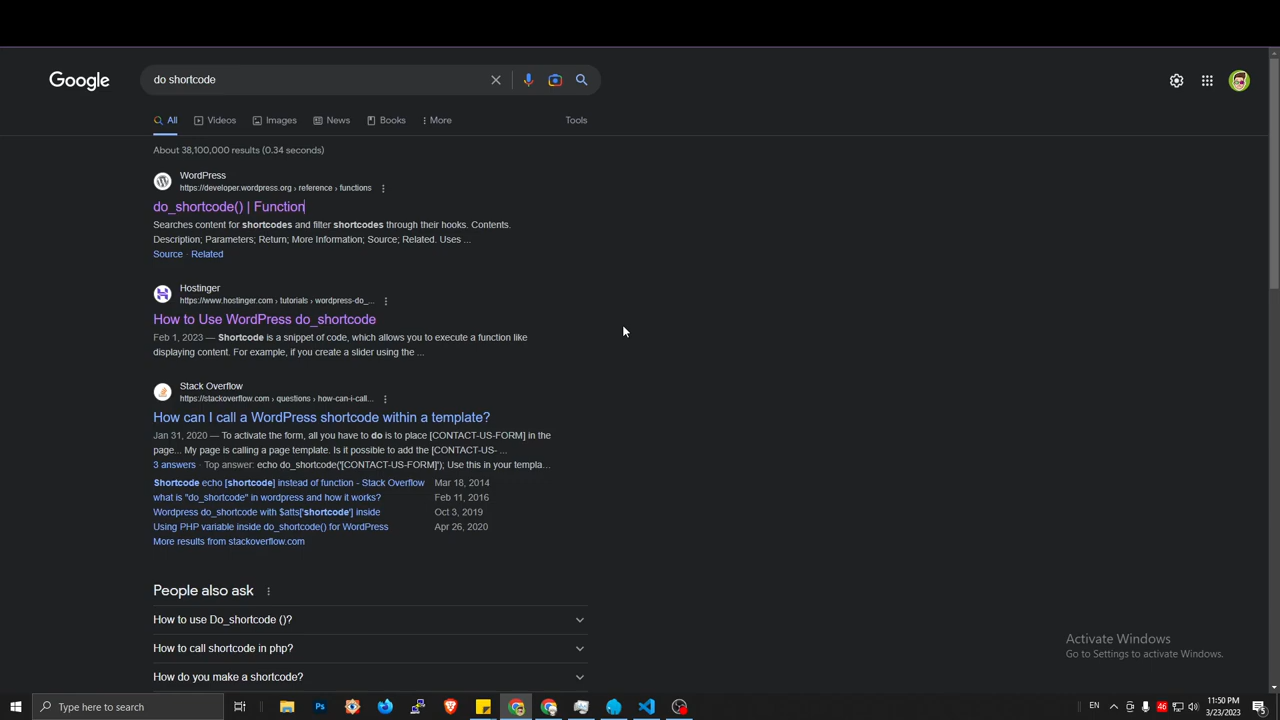 Google
do shortcode
All
Videos
Images
News
Books
More
Tools
About 38,100,000 results (0.34 seconds)
WordPress
https://developer.wordpress.org › reference › functions
do_shortcode() | Function
Searches content for shortcodes and filter shortcodes through their hooks. Contents.
Description; Parameters; Return; More Information; Source; Related. Uses ...
Source · Related
Hostinger
https://www.hostinger.com › tutorials › wordpress-do_...
How to Use WordPress do_shortcode
Feb 1, 2023 — Shortcode is a snippet of code, which allows you to execute a function like
displaying content. For example, if you create a slider using the ...
Stack Overflow
https://stackoverflow.com › questions › how-can-i-call...
How can I call a WordPress shortcode within a template?
Jan 31, 2020 — To activate the form, all you have to do is to place [CONTACT-US-FORM] in the
page... My page is calling a page template. Is it possible to add the [CONTACT-US- ...
3 answers · Top answer: echo do_shortcode('[CONTACT-US-FORM]'); Use this in your templa...
Shortcode echo [shortcode] instead of function - Stack Overflow Mar 18, 2014
what is "do_shortcode" in wordpress and how it works? Feb 11, 2016
Wordpress do_shortcode with $atts['shortcode'] inside Oct 3, 2019
Using PHP variable inside do_shortcode() for WordPress Apr 26, 2020
More results from stackoverflow.com
People also ask
How to use Do_shortcode ()?
How to call shortcode in php?
How do you make a shortcode?
Activate Windows
Go to Settings to activate Windows.
Type here to search
Ps
EN
46
11:50 PM
3/23/2023